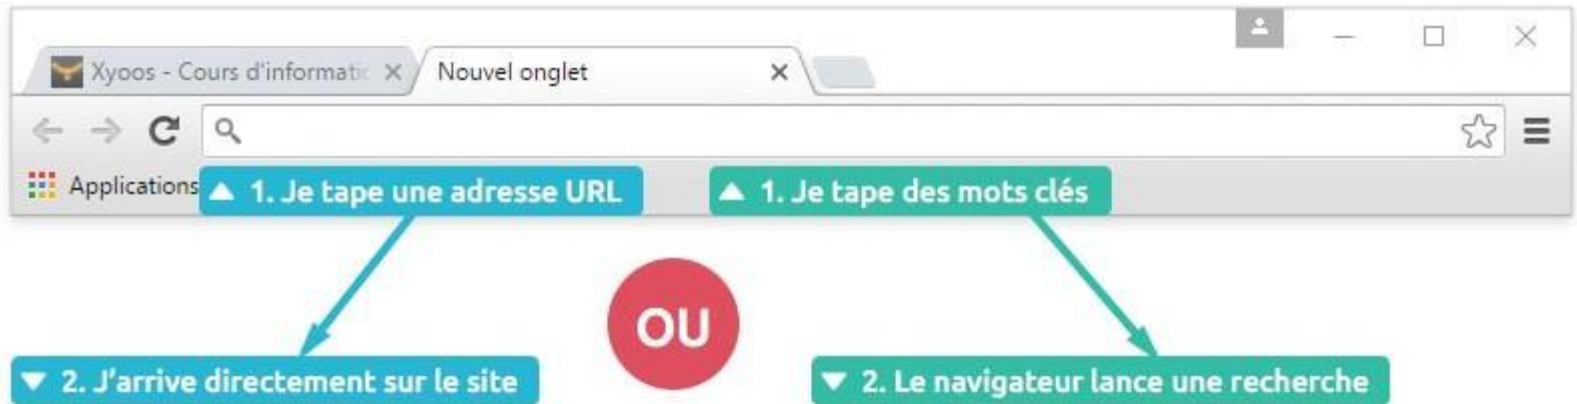 Xyoos - Cours d'informatic
Nouvel onglet
Applications
1. Je tape une adresse URL
1. Je tape des mots clés
OU
2. J'arrive directement sur le site
2. Le navigateur lance une recherche